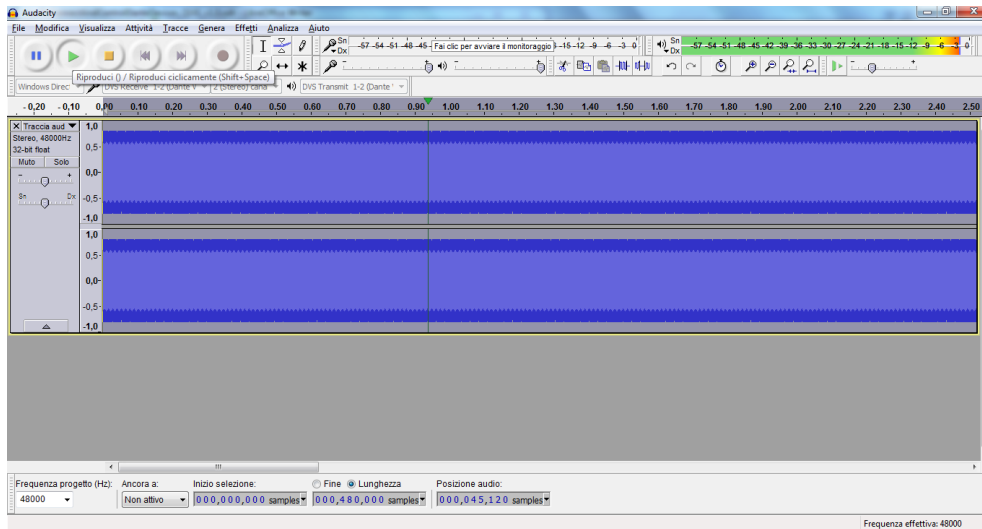 Audacity
File Modifica Visualizza Attività Tracce Genera Effetti Analizza Aiuto
Sn Dx -57 -54 -51 -48 -45 Fai clic per avviare il monitoraggio -15 -12 -9 -6 -3 0
Sn Dx -57 -54 -51 -48 -45 -42 -39 -36 -33 -30 -27 -24 -21 -18 -15 -12 -9 -6 -3 0
Riproduci () / Riproduci ciclicamente (Shift+Space)
Windows Direc DVS Receive 1-2 (Dante V 2 (Stereo) cana DVS Transmit 1-2 (Dante '
-0,20 -0,10 0,00 0.10 0.20 0.30 0.40 0.50 0.60 0.70 0.80 0.90 1.00 1.10 1.20 1.30 1.40 1.50 1.60 1.70 1.80 1.90 2.00 2.10 2.20 2.30 2.40 2.50
Traccia aud
Stereo, 48000Hz
32-bit float
Muto Solo
- +
Sn Dx
1,0
0,5-
0,0-
-0,5-
-1,0
1,0
0,5-
0,0-
-0,5-
-1,0
Frequenza progetto (Hz): Ancora a: Inizio selezione: Fine Lunghezza Posizione audio:
48000 Non attivo 000,000,000 samples 000,480,000 samples 000,045,120 samples
Frequenza effettiva: 48000